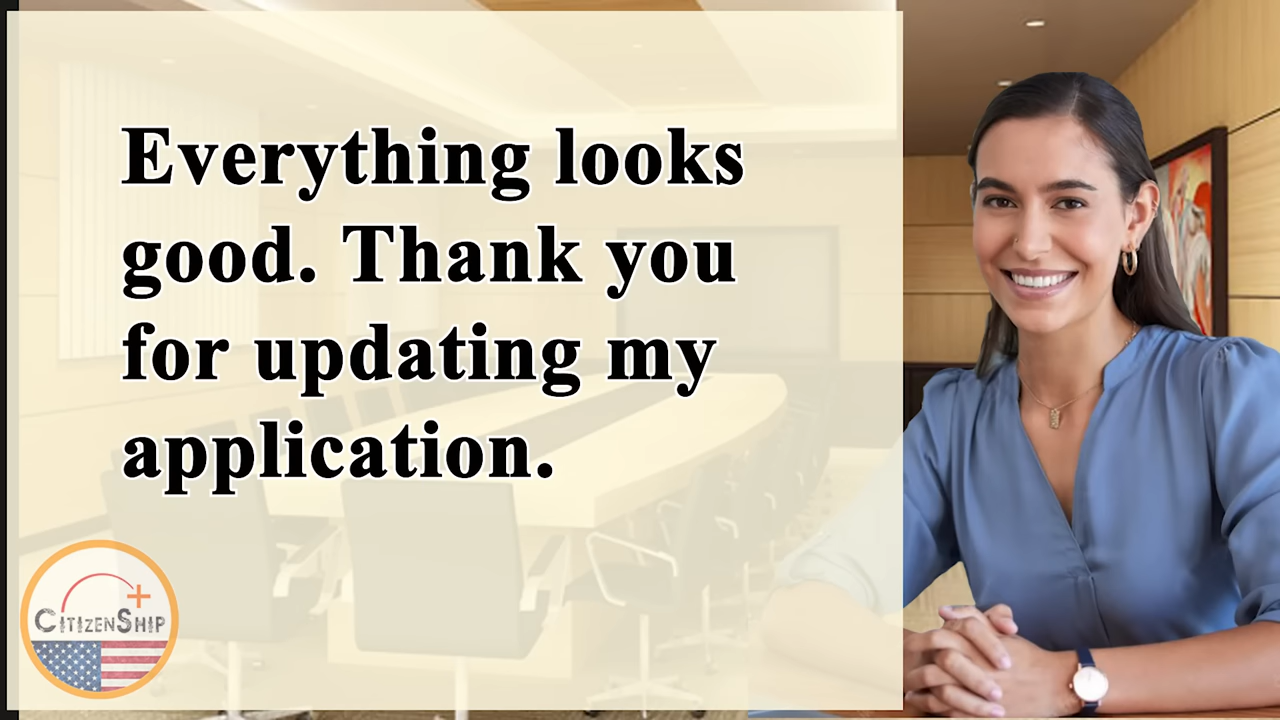 Everything looks
good. Thank you
for updating my
application.
CITIZENSHIP